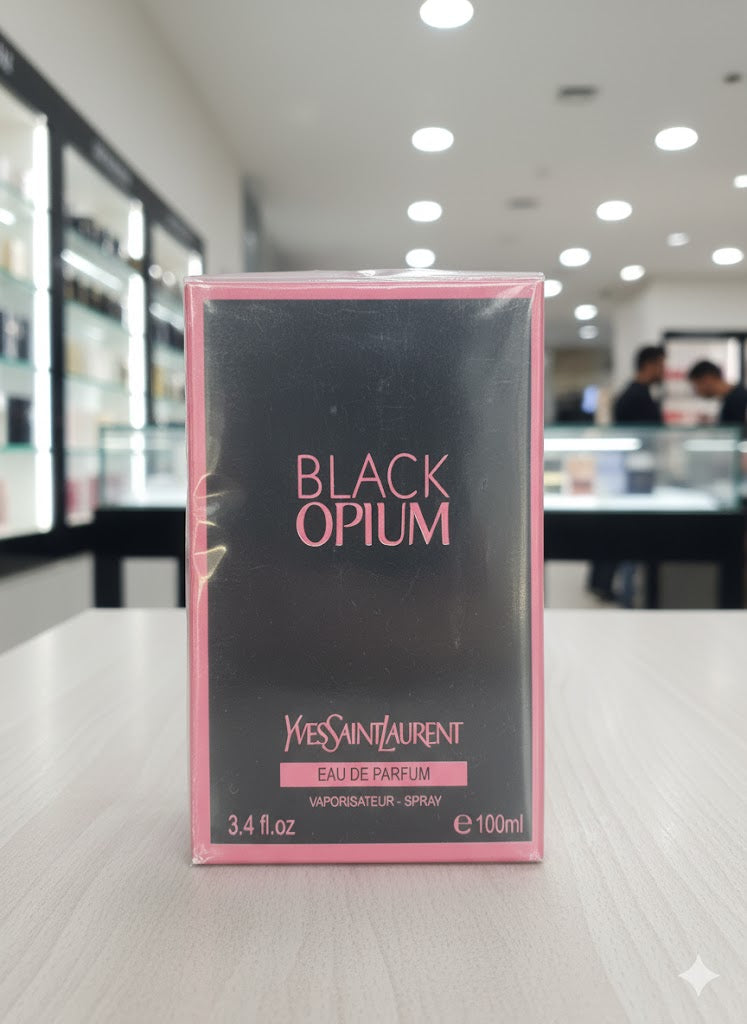 BLACK
OPIUM
YVESSAINTLAURENT
EAU DE PARFUM
VAPORISATEUR - SPRAY
3.4 fl.oz ℮ 100ml